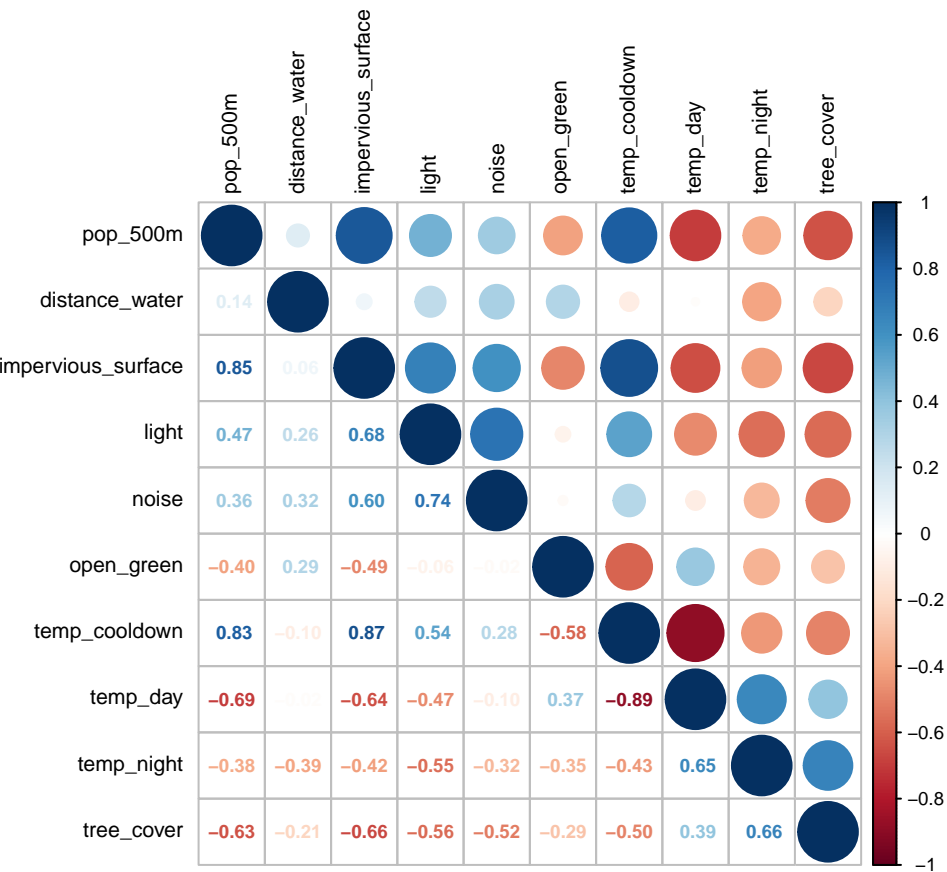 pop_500m
distance_water
impervious_surface
light
noise
open_green
temp_cooldown
temp_day
temp_night
tree_cover
pop_500m
distance_water 0.14
impervious_surface 0.85 0.06
light 0.47 0.26 0.68
noise 0.36 0.32 0.60 0.74
open_green −0.40 0.29 −0.49 −0.06 −0.02
temp_cooldown 0.83 −0.10 0.87 0.54 0.28 −0.58
temp_day −0.69 −0.64 −0.47 −0.10 0.37 −0.89
temp_night −0.38 −0.39 −0.42 −0.55 −0.32 −0.35 −0.43 0.65
tree_cover −0.63 −0.21 −0.66 −0.56 −0.52 −0.29 −0.50 0.39 0.66
1
0.8
0.6
0.4
0.2
0
−0.2
−0.4
−0.6
−0.8
−1